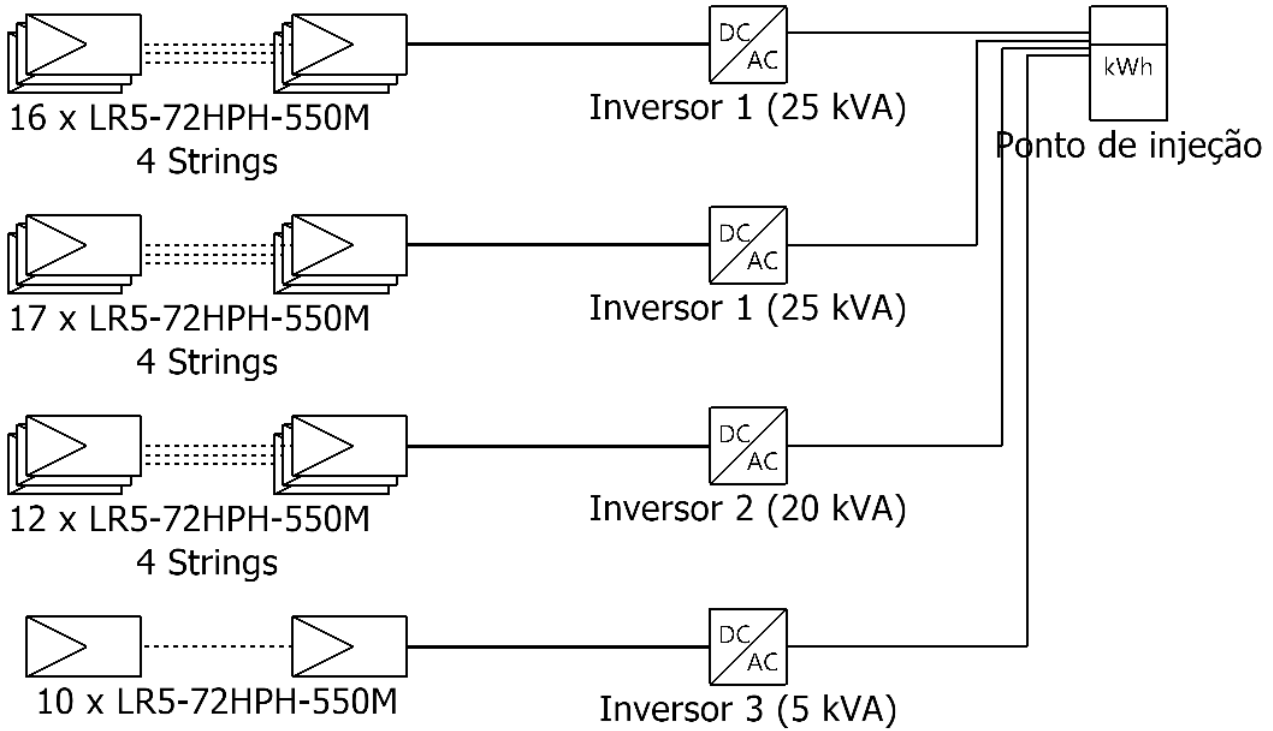 DC
AC
kWh
16 x LR5-72HPH-550M
4 Strings
Inversor 1 (25 kVA)
Ponto de injeção
DC
AC
17 x LR5-72HPH-550M
4 Strings
Inversor 1 (25 kVA)
DC
AC
12 x LR5-72HPH-550M
4 Strings
Inversor 2 (20 kVA)
DC
AC
10 x LR5-72HPH-550M
Inversor 3 (5 kVA)